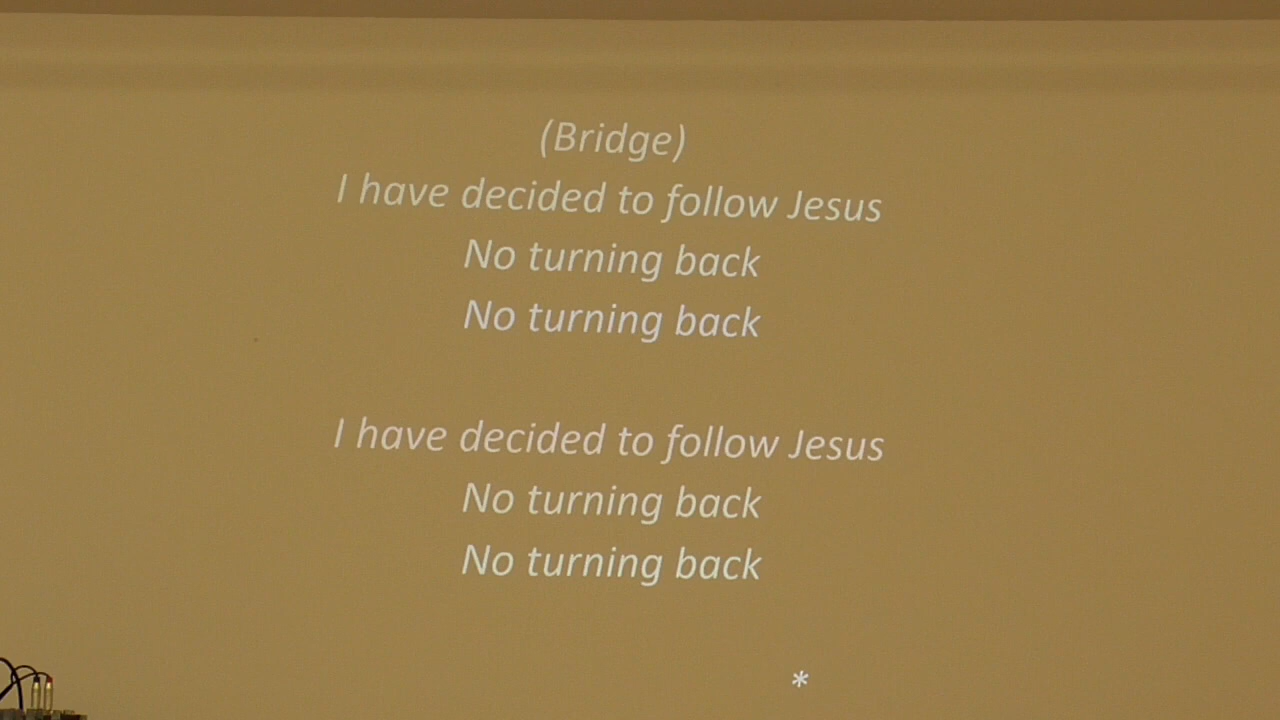 (Bridge)
I have decided to follow Jesus
No turning back
No turning back
I have decided to follow Jesus
No turning back
No turning back
*